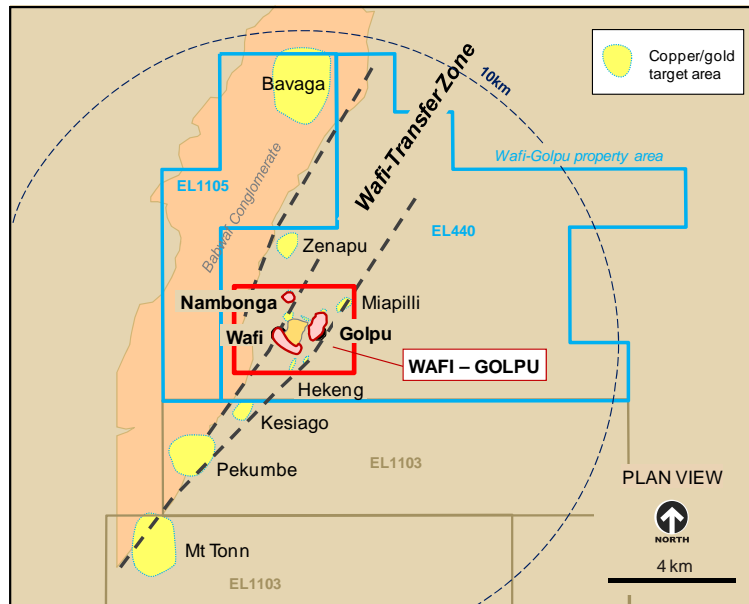 Copper/gold
target area
Bavaga
10km
Wafi-Transfer Zone
Wafi-Golpu property area
EL1105
Babwaf Conglomerate
EL440
Zenapu
Nambonga
Miapilli
Wafi
Golpu
WAFI – GOLPU
Hekeng
Kesiago
Pekumbe
EL1103
PLAN VIEW
NORTH
Mt Tonn
4 km
EL1103